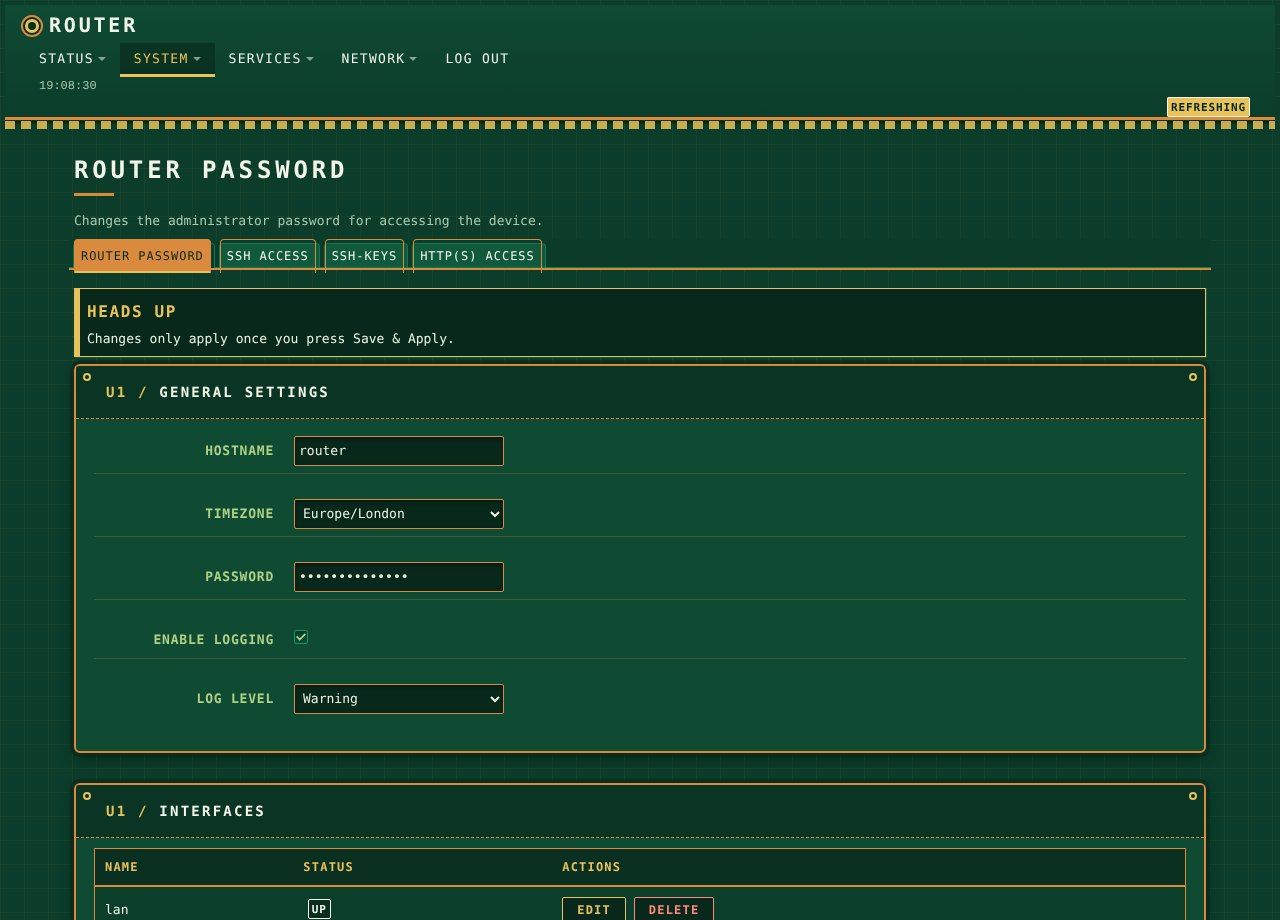 ROUTER
STATUS SYSTEM SERVICES NETWORK LOG OUT
19:08:30
REFRESHING
ROUTER PASSWORD
Changes the administrator password for accessing the device.
ROUTER PASSWORD SSH ACCESS SSH-KEYS HTTP(S) ACCESS
HEADS UP
Changes only apply once you press Save & Apply.
U1 / GENERAL SETTINGS
HOSTNAME router
TIMEZONE Europe/London
PASSWORD ••••••••••••••
ENABLE LOGGING
LOG LEVEL Warning
U1 / INTERFACES
NAME STATUS ACTIONS
lan UP EDIT DELETE